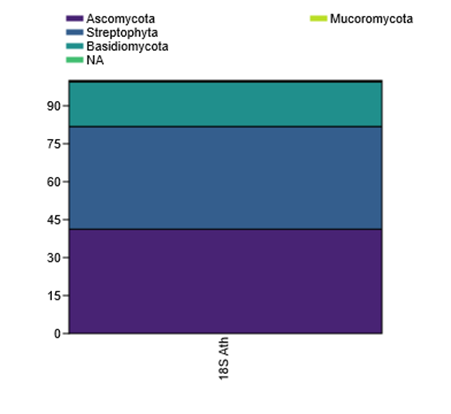 Ascomycota
Streptophyta
Basidiomycota
NA
Mucoromycota
90
75
60
45
30
15
0
18S Ath